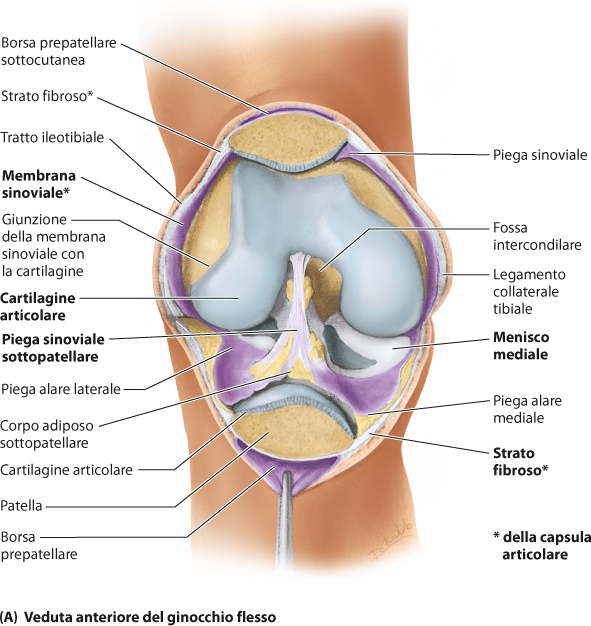 Borsa prepatellare
sottocutanea
Strato fibroso*
Tratto ileotibiale
Membrana
sinoviale*
Giunzione
della membrana
sinoviale con
la cartilagine
Cartilagine
articolare
Piega sinoviale
sottopatellare
Piega alare laterale
Corpo adiposo
sottopatellare
Cartilagine articolare
Patella
Borsa
prepatellare
Piega sinoviale
Fossa
intercondilare
Legamento
collaterale
tibiale
Menisco
mediale
Piega alare
mediale
Strato
fibroso*
* della capsula
articolare
(A) Veduta anteriore del ginocchio flesso